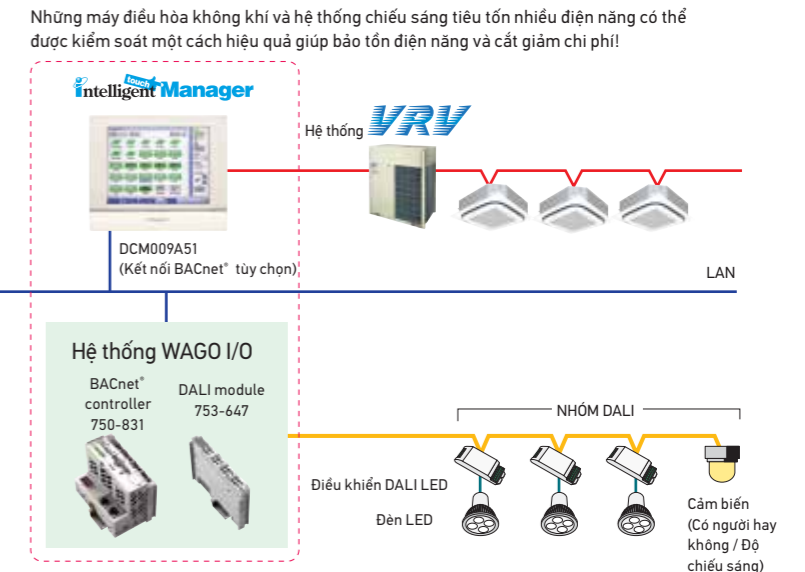 Những máy điều hòa không khí và hệ thống chiếu sáng tiêu tốn nhiều điện năng có thể
được kiểm soát một cách hiệu quả giúp bảo tồn điện năng và cắt giảm chi phí!
touch
intelligent Manager
Hệ thống VRV
DCM009A51
(Kết nối BACnet® tùy chọn)
LAN
Hệ thống WAGO I/O
BACnet®
controller
750-831
DALI module
753-647
NHÓM DALI
Điều khiển DALI LED
Đèn LED
Cảm biến
(Có người hay
không / Độ
chiếu sáng)